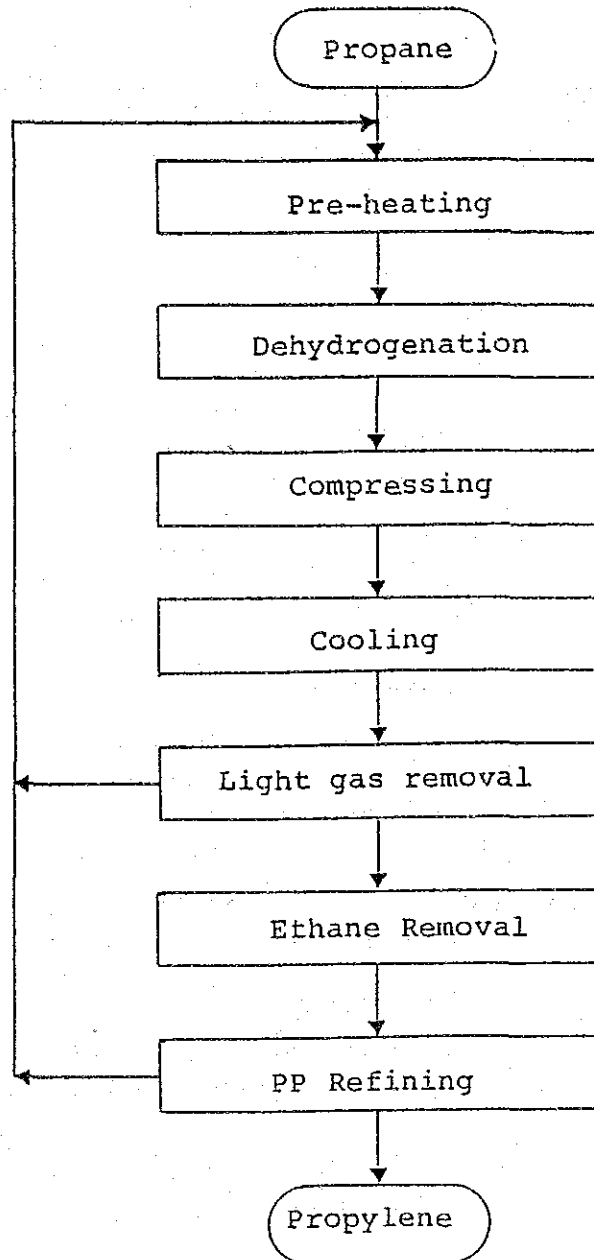 Propane
Pre-heating
Dehydrogenation
Compressing
Cooling
Light gas removal
Ethane Removal
PP Refining
Propylene